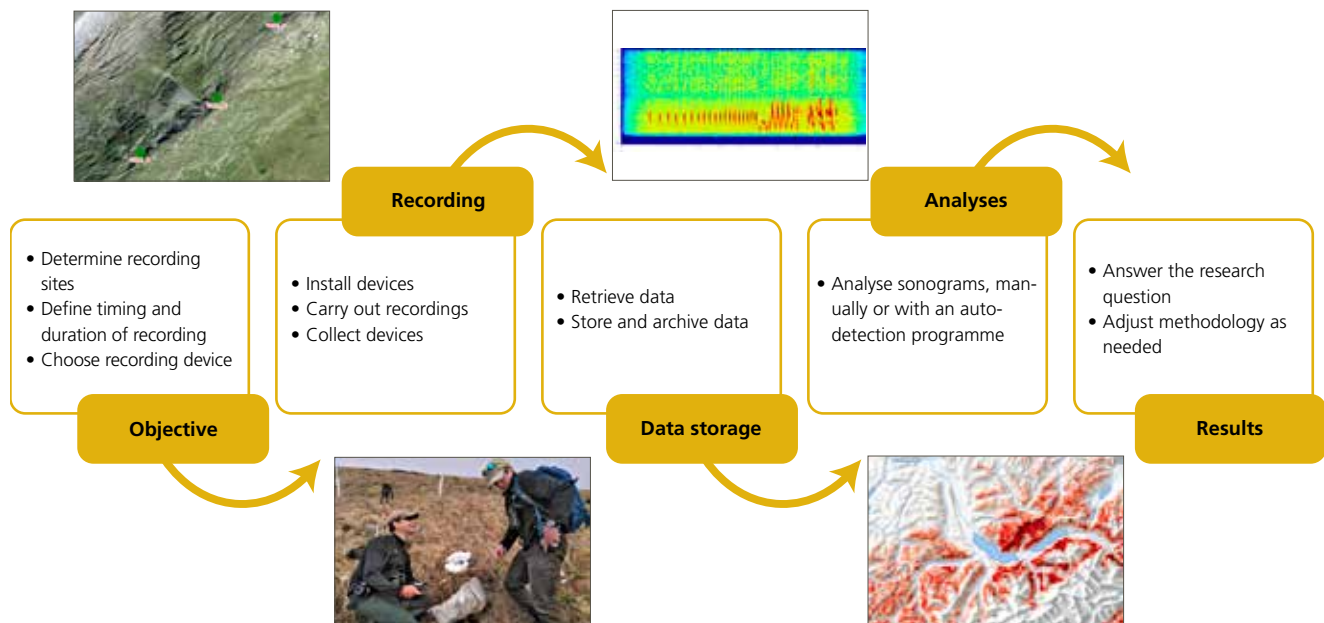 Recording
Analyses
• Determine recording
sites
• Define timing and
duration of recording
• Choose recording device
• Install devices
• Carry out recordings
• Collect devices
• Retrieve data
• Store and archive data
• Analyse sonograms, man-
ually or with an auto-
detection programme
• Answer the research
question
• Adjust methodology as
needed
Objective
Data storage
Results